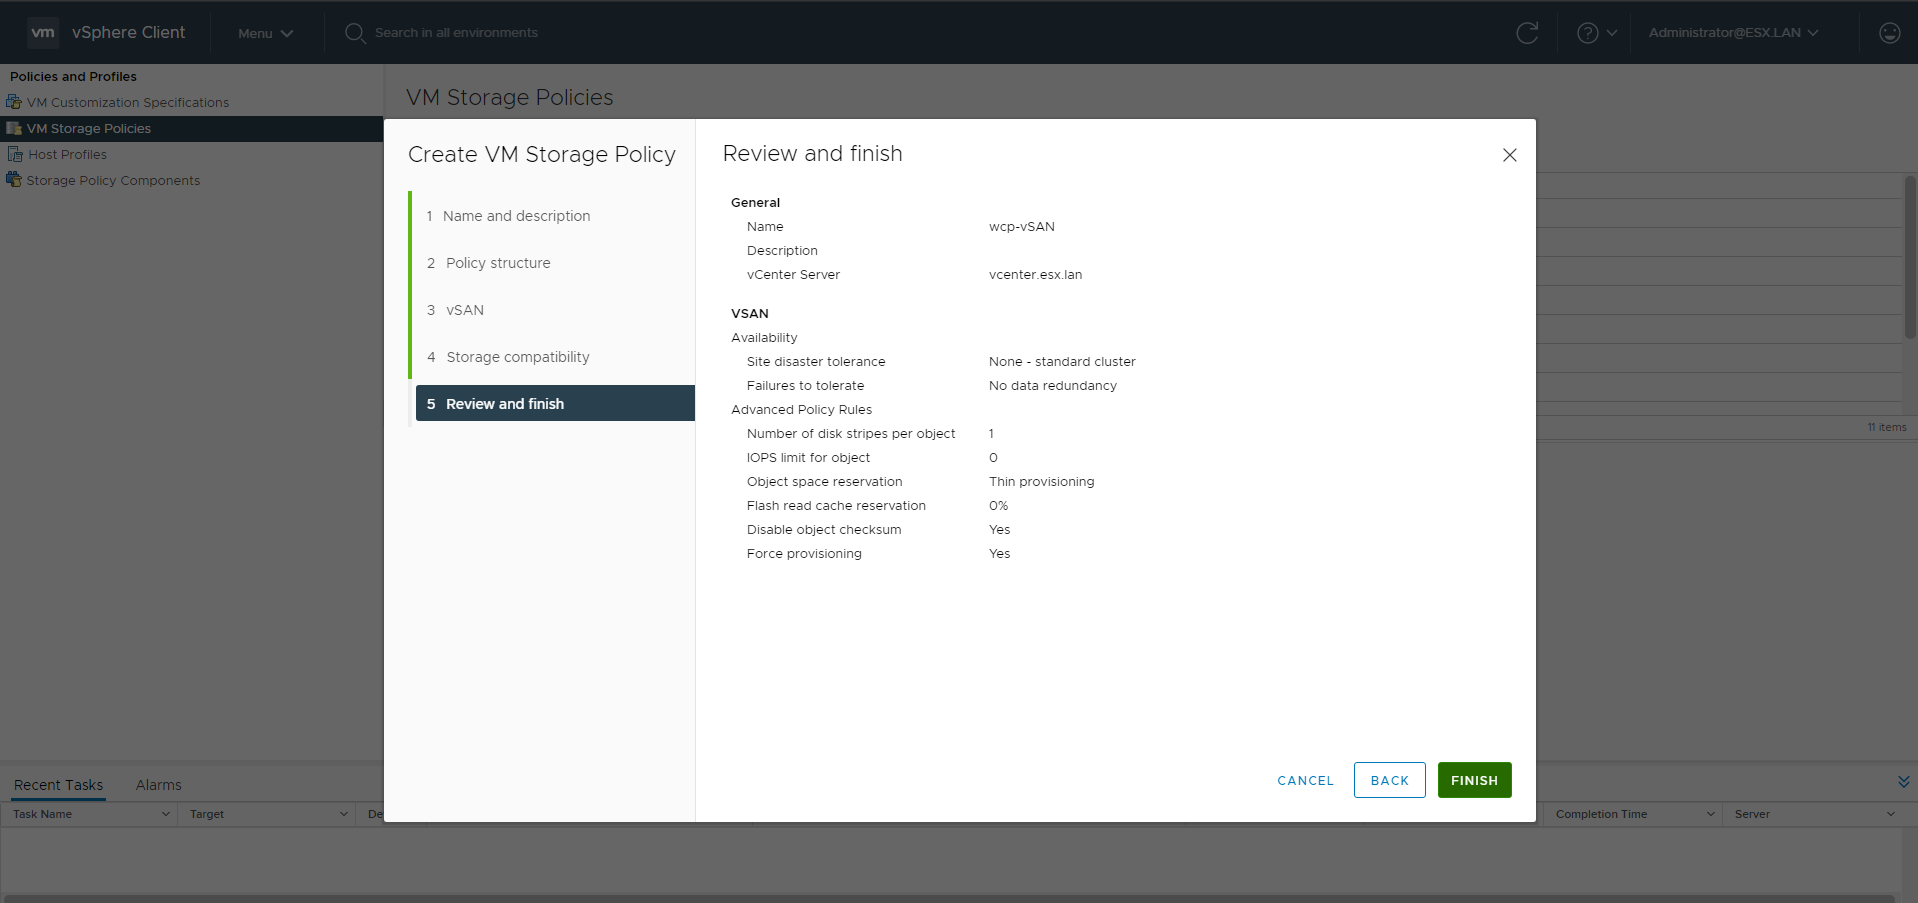 vm vSphere Client Menu Search in all environments Administrator@ESX.LAN
Policies and Profiles
VM Customization Specifications
VM Storage Policies
Host Profiles
Storage Policy Components
VM Storage Policies
11 items
Create VM Storage Policy
1 Name and description
2 Policy structure
3 vSAN
4 Storage compatibility
5 Review and finish
Review and finish
General
Name wcp-vSAN
Description
vCenter Server vcenter.esx.lan
VSAN
Availability
Site disaster tolerance None - standard cluster
Failures to tolerate No data redundancy
Advanced Policy Rules
Number of disk stripes per object 1
IOPS limit for object 0
Object space reservation Thin provisioning
Flash read cache reservation 0%
Disable object checksum Yes
Force provisioning Yes
CANCEL BACK FINISH
Recent Tasks Alarms
Task Name Target De Completion Time Server